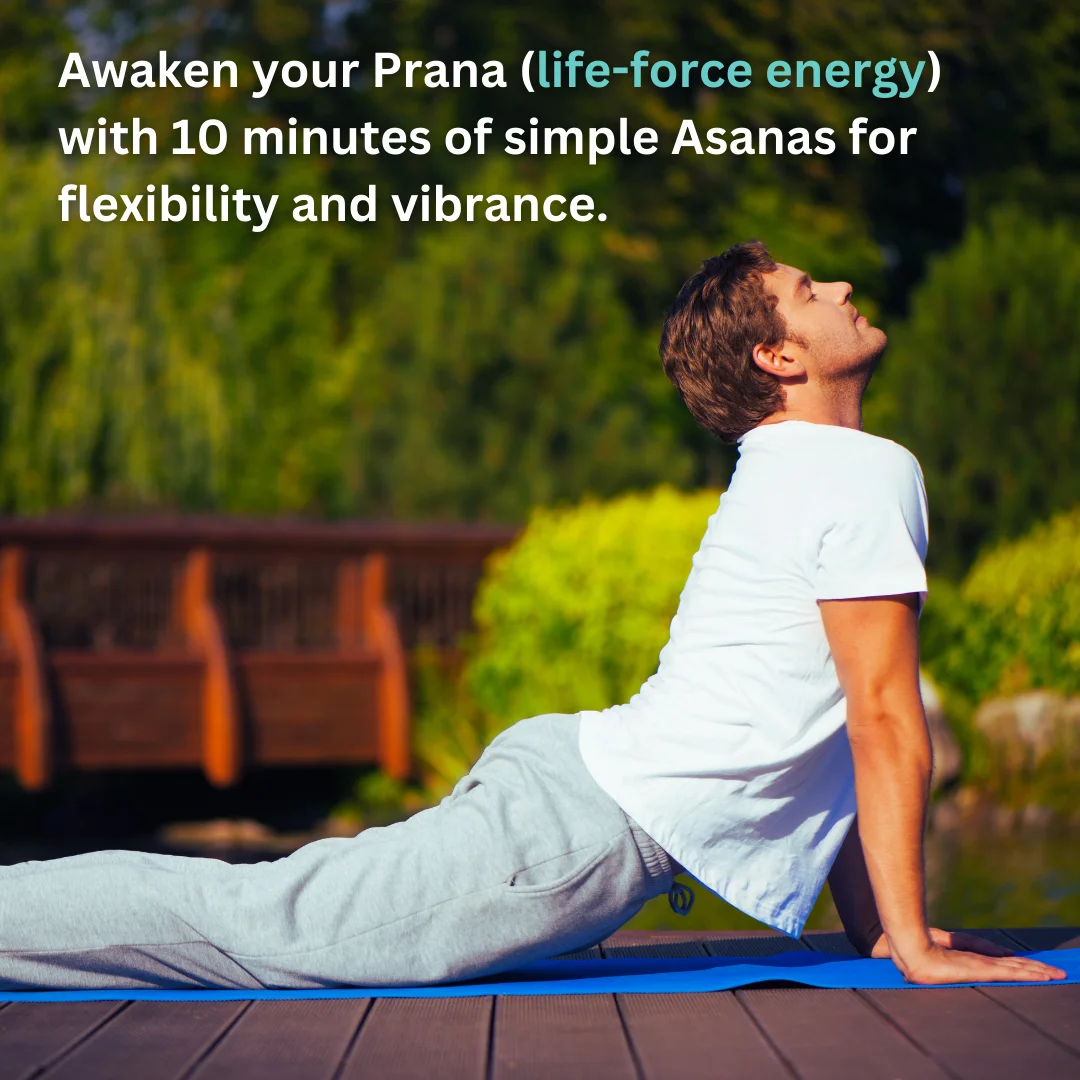 Awaken your Prana (life-force energy)
with 10 minutes of simple Asanas for
flexibility and vibrance.